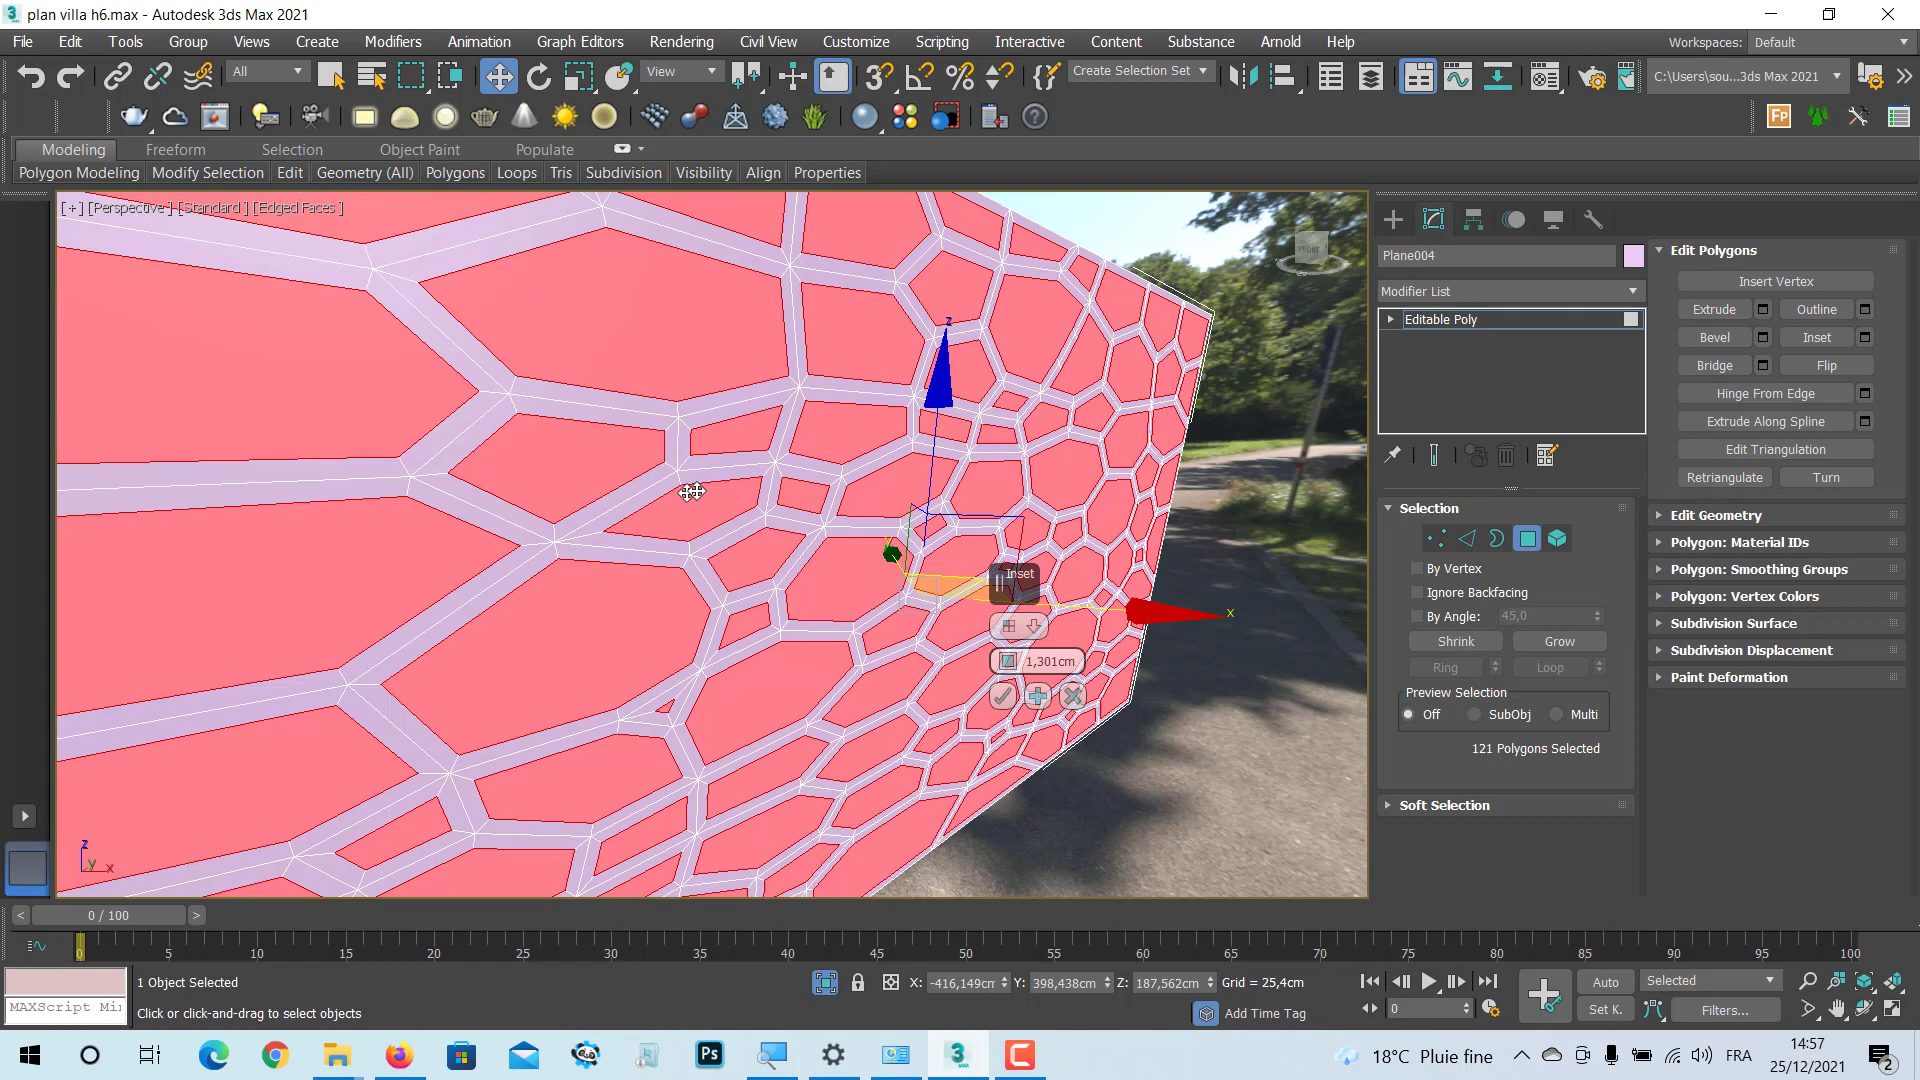 plan villa h6.max - Autodesk 3ds Max 2021
File Edit Tools Group Views Create Modifiers Animation Graph Editors Rendering Civil View Customize Scripting Interactive Content Substance Arnold Help Workspaces: Default
All View Create Selection Set C:\Users\sou...3ds Max 2021
Modeling Freeform Selection Object Paint Populate
Polygon Modeling Modify Selection Edit Geometry (All) Polygons Loops Tris Subdivision Visibility Align Properties
[+] [Perspective] [Standard] [Edged Faces]
FRONT
z
y
x
Inset
1,301cm
z
y
x
Plane004
Modifier List
Editable Poly
Selection
By Vertex
Ignore Backfacing
By Angle: 45,0
Shrink Grow
Ring Loop
Preview Selection
Off SubObj Multi
121 Polygons Selected
Soft Selection
Edit Polygons
Insert Vertex
Extrude Outline
Bevel Inset
Bridge Flip
Hinge From Edge
Extrude Along Spline
Edit Triangulation
Retriangulate Turn
Edit Geometry
Polygon: Material IDs
Polygon: Smoothing Groups
Polygon: Vertex Colors
Subdivision Surface
Subdivision Displacement
Paint Deformation
< 0 / 100 >
0 5 10 15 20 25 30 35 40 45 50 55 60 65 70 75 80 85 90 95 100
1 Object Selected X: -416,149cm Y: 398,438cm Z: 187,562cm Grid = 25,4cm Auto Selected
MAXScript Mi Click or click-and-drag to select objects Add Time Tag 0 Set K. Filters...
Ps 3 MAX 18°C Pluie fine FRA 14:57
25/12/2021 2